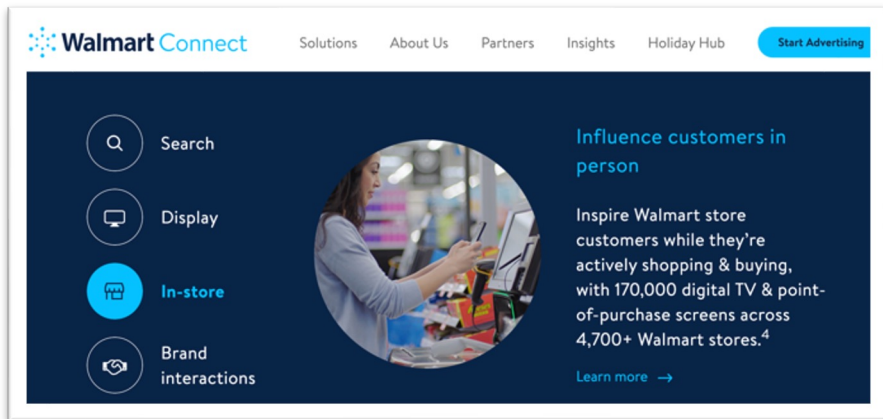 Walmart Connect
Solutions
About Us
Partners
Insights
Holiday Hub
Start Advertising
Search
Display
In-store
Brand
interactions
Influence customers in
person
Inspire Walmart store
customers while they're
actively shopping & buying,
with 170,000 digital TV & point-
of-purchase screens across
4,700+ Walmart stores.4
Learn more →